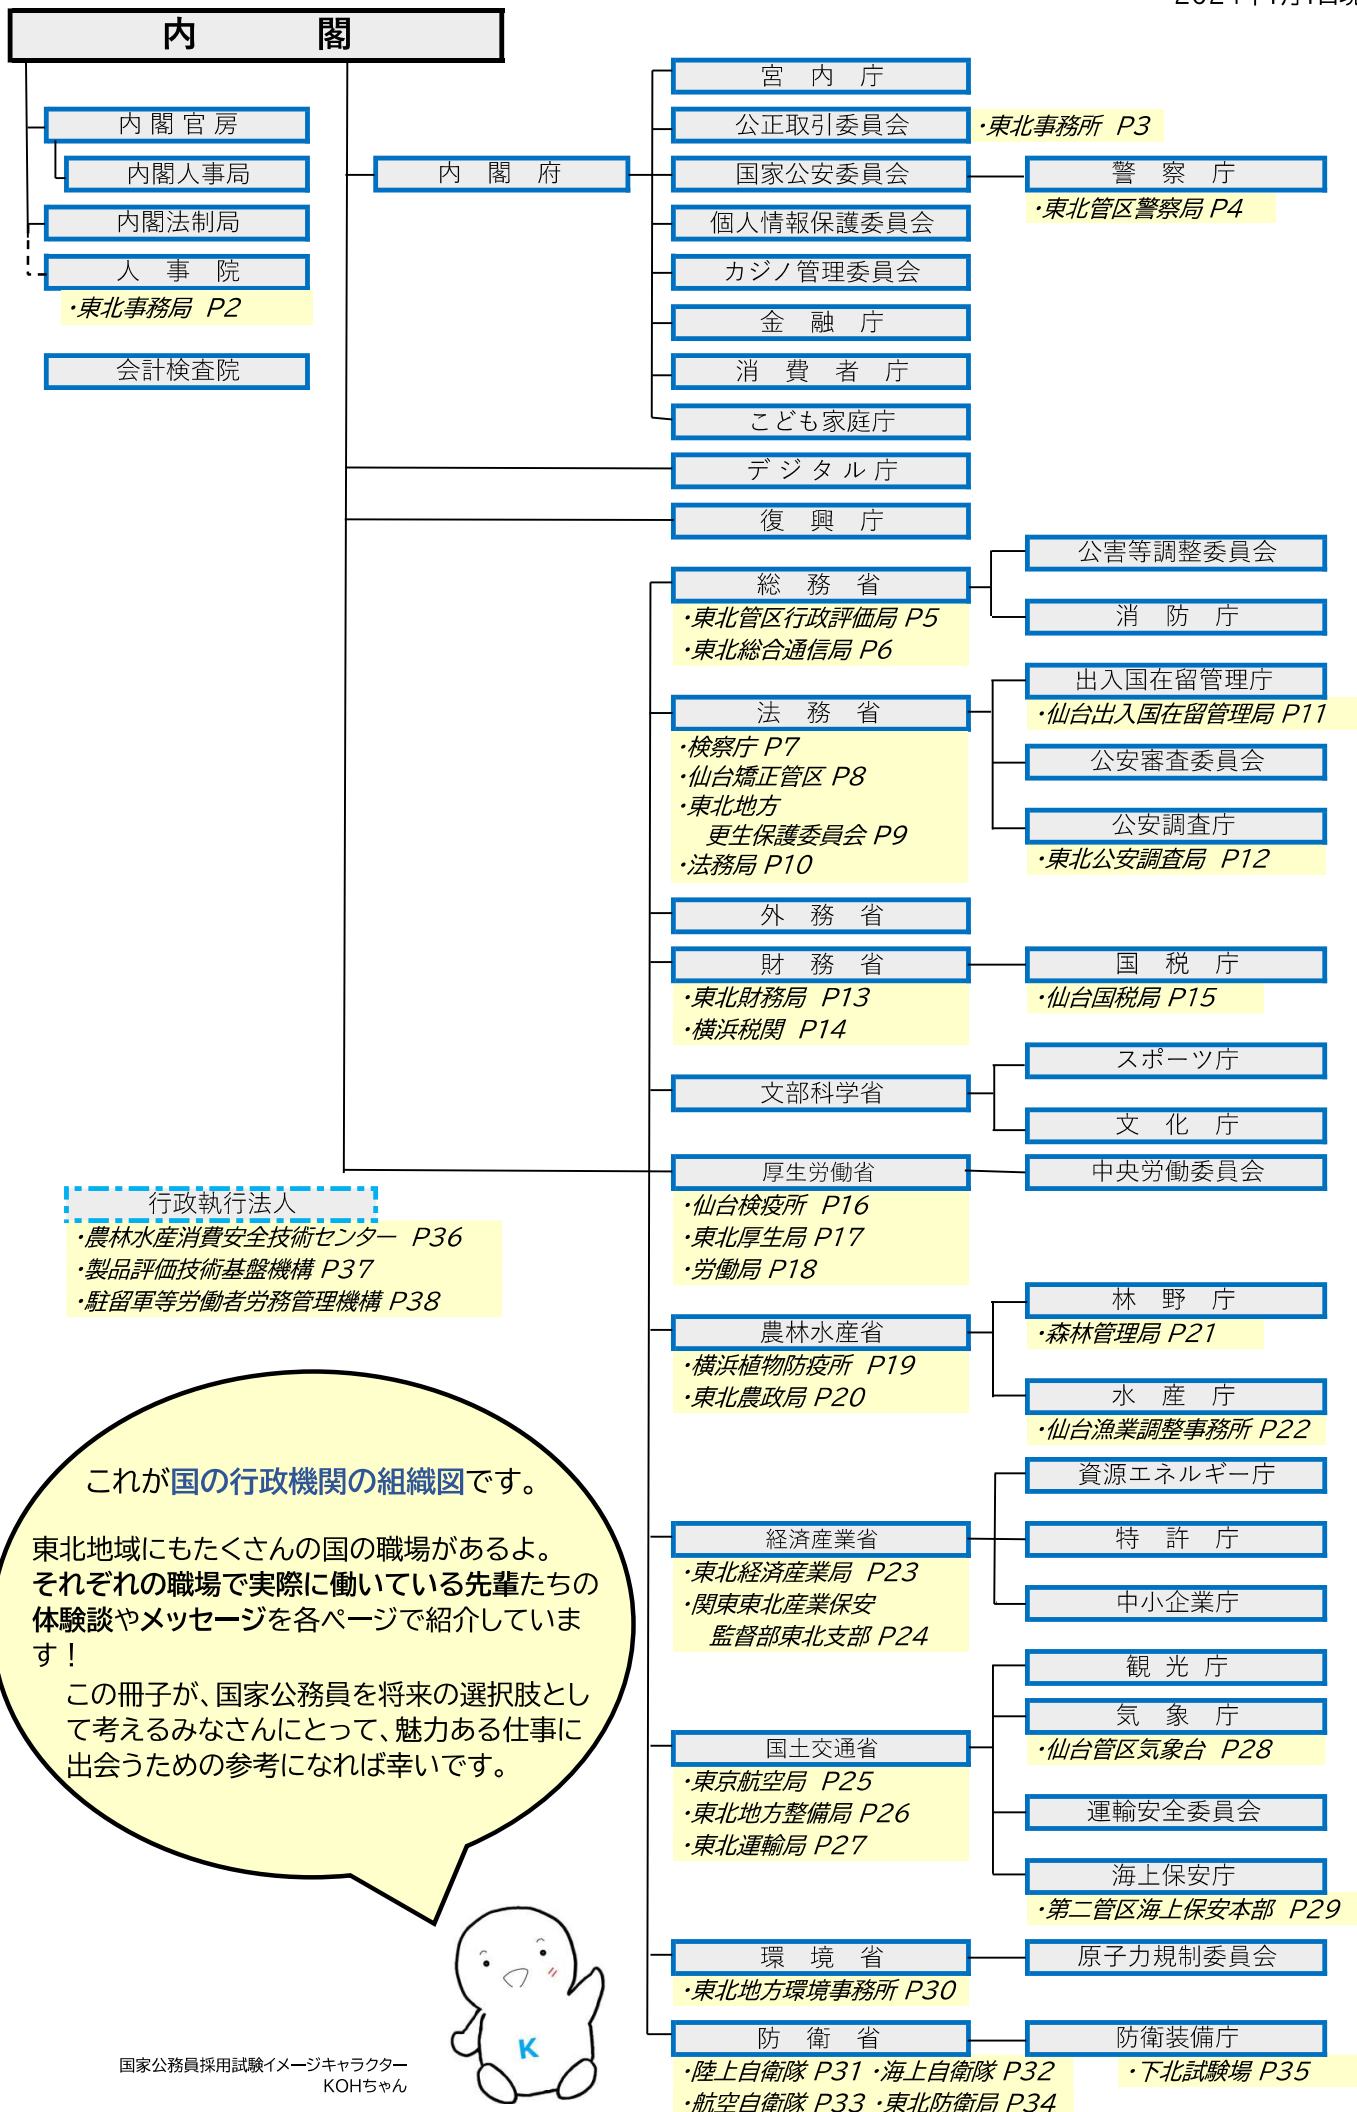 内閣
内閣官房
内閣人事局
内閣法制局
人事院
・東北事務局 P2
会計検査院
内閣府
宮内庁
公正取引委員会
・東北事務所 P3
国家公安委員会
警察庁
・東北管区警察局 P4
個人情報保護委員会
カジノ管理委員会
金融庁
消費者庁
こども家庭庁
デジタル庁
復興庁
総務省
・東北管区行政評価局 P5
・東北総合通信局 P6
公害等調整委員会
消防庁
法務省
・検察庁 P7
・仙台矯正管区 P8
・東北地方
更生保護委員会 P9
・法務局 P10
出入国在留管理庁
・仙台出入国在留管理局 P11
公安審査委員会
公安調査庁
・東北公安調査局 P12
外務省
財務省
・東北財務局 P13
・横浜税関 P14
国税庁
・仙台国税局 P15
文部科学省
スポーツ庁
文化庁
厚生労働省
・仙台検疫所 P16
・東北厚生局 P17
・労働局 P18
中央労働委員会
行政執行法人
・農林水産消費安全技術センター P36
・製品評価技術基盤機構 P37
・駐留軍等労働者労務管理機構 P38
農林水産省
・横浜植物防疫所 P19
・東北農政局 P20
林野庁
・森林管理局 P21
水産庁
・仙台漁業調整事務所 P22
経済産業省
・東北経済産業局 P23
・関東東北産業保安
監督部東北支部 P24
資源エネルギー庁
特許庁
中小企業庁
国土交通省
・東京航空局 P25
・東北地方整備局 P26
・東北運輸局 P27
観光庁
気象庁
・仙台管区気象台 P28
運輸安全委員会
海上保安庁
・第二管区海上保安本部 P29
環境省
・東北地方環境事務所 P30
原子力規制委員会
防衛省
・陸上自衛隊 P31 ・海上自衛隊 P32
・航空自衛隊 P33 ・東北防衛局 P34
防衛装備庁
・下北試験場 P35
これが国の行政機関の組織図です。
東北地域にもたくさんの国の職場があるよ。
それぞれの職場で実際に働いている先輩たちの
体験談やメッセージを各ページで紹介していま
す！
この冊子が、国家公務員を将来の選択肢とし
て考えるみなさんにとって、魅力ある仕事に
出会うための参考になれば幸いです。
K
国家公務員採用試験イメージキャラクター
KOHちゃん